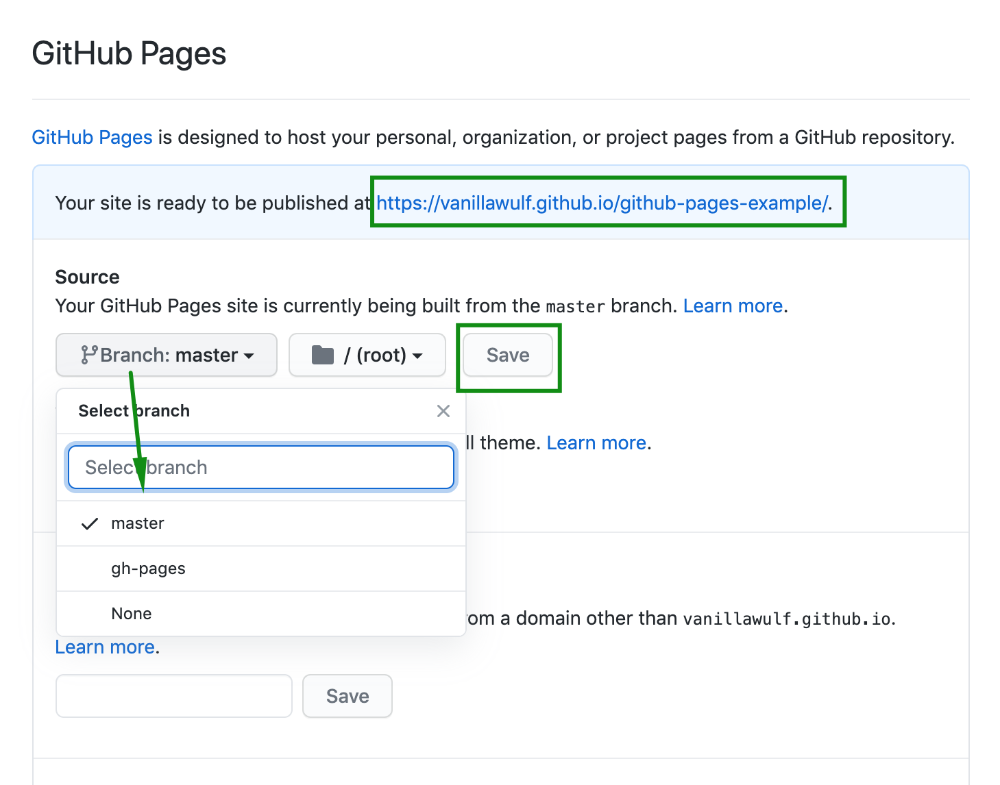 GitHub Pages
GitHub Pages is designed to host your personal, organization, or project pages from a GitHub repository.
Your site is ready to be published at https://vanillawulf.github.io/github-pages-example/.
Source
Your GitHub Pages site is currently being built from the master branch. Learn more.
Branch: master / (root) Save
Select branch
ll theme. Learn more.
Select branch
master
gh-pages
None
om a domain other than vanillawulf.github.io.
Learn more.
Save